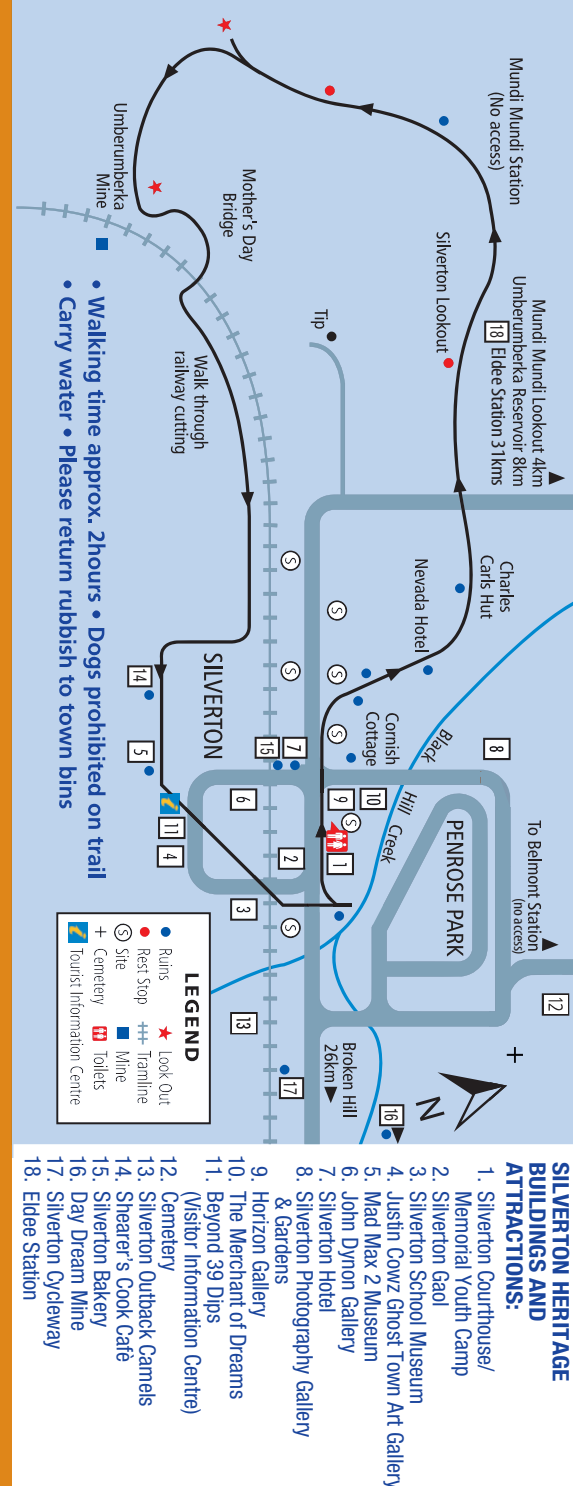 Mundi Mundi Station
(No access)
Mundi Mundi Lookout 4km
Umberumberka Reservoir 8km
18 Eldee Station 31kms
Silverton Lookout
Tip
Mother's Day
Bridge
Umberumberka
Mine
Walk through
railway cutting
• Walking time approx. 2hours • Dogs prohibited on trail
• Carry water • Please return rubbish to town bins
Charles
Carls Hut
Nevada Hotel
Cornish
Cottage
Black
Hill
Creek
SILVERTON
PENROSE PARK
To Belmont Station
(no access)
Broken Hill
26km
N
S
S
S
S
S
S
S
8
10
9
1
7
15
6
2
3
14
5
11
4
13
12
17
16
LEGEND
Ruins
Look Out
Rest Stop
Tramline
S Site
Mine
Cemetery
Toilets
i Tourist Information Centre
SILVERTON HERITAGE
BUILDINGS AND
ATTRACTIONS:
1. Silverton Courthouse/
Memorial Youth Camp
2. Silverton Gaol
3. Silverton School Museum
4. Justin Cowz Ghost Town Art Gallery
5. Mad Max 2 Museum
6. John Dynon Gallery
7. Silverton Hotel
8. Silverton Photography Gallery
& Gardens
9. Horizon Gallery
10. The Merchant of Dreams
11. Beyond 39 Dips
(Visitor Information Centre)
12. Cemetery
13. Silverton Outback Camels
14. Shearer's Cook Cafè
15. Silverton Bakery
16. Day Dream Mine
17. Silverton Cycleway
18. Eldee Station